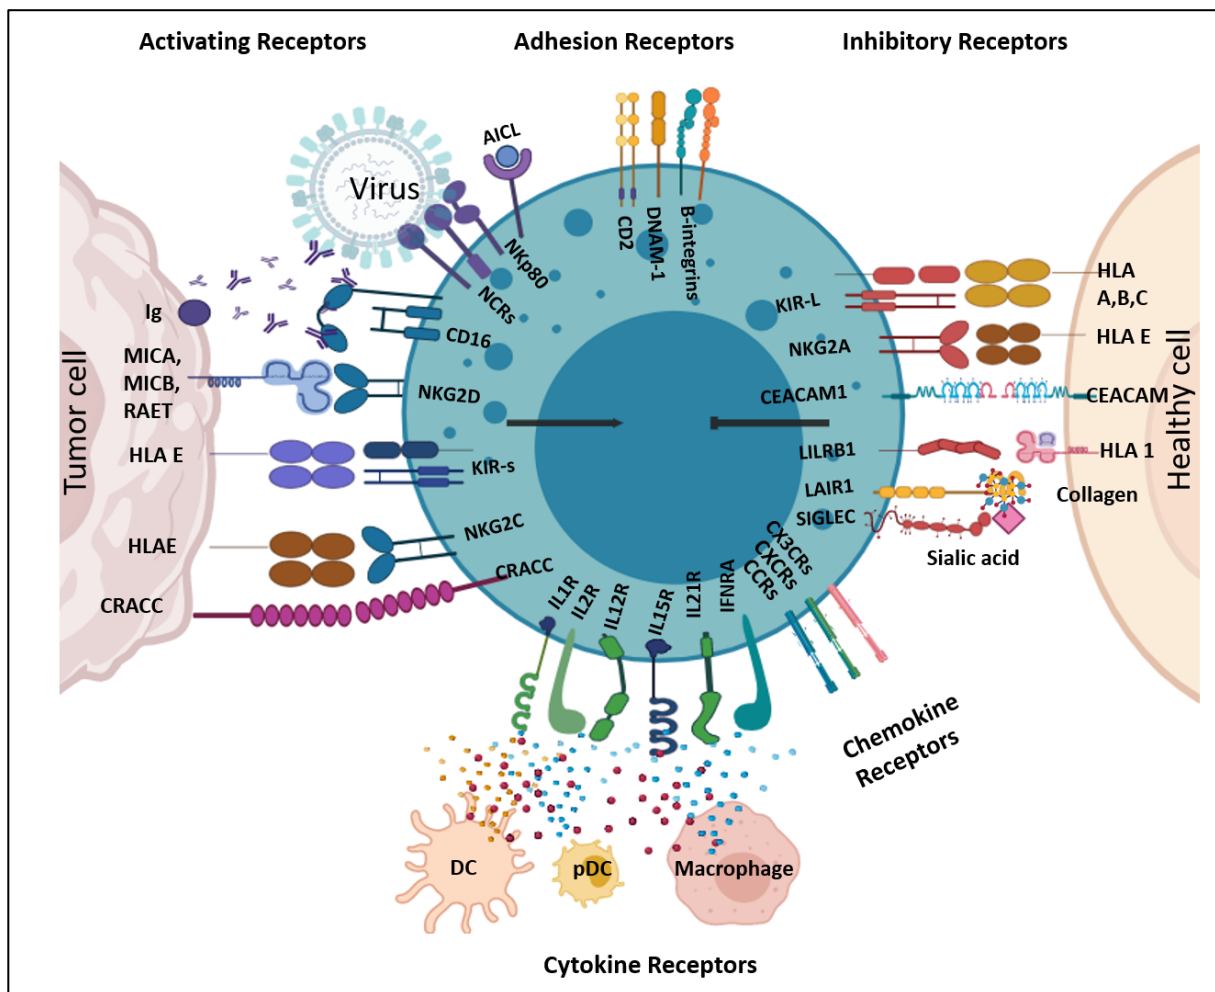 Activating Receptors
Adhesion Receptors
Inhibitory Receptors
Virus
AICL
NKp80
NCRs
CD2
DNAM-1
B-integrins
Tumor cell
Ig
CD16
MICA,
MICB,
RAET
NKG2D
HLA E
KIR-s
HLAE
NKG2C
CRACC
CRACC
KIR-L
HLA
A,B,C
NKG2A
HLA E
CEACAM1
CEACAM
LILRB1
HLA 1
LAIR1
Collagen
SIGLEC
Sialic acid
Healthy cell
IL1R
IL2R
IL12R
IL15R
IL21R
IFNRA
CCRs
CXCRs
CX3CRs
Chemokine
Receptors
DC
pDC
Macrophage
Cytokine Receptors